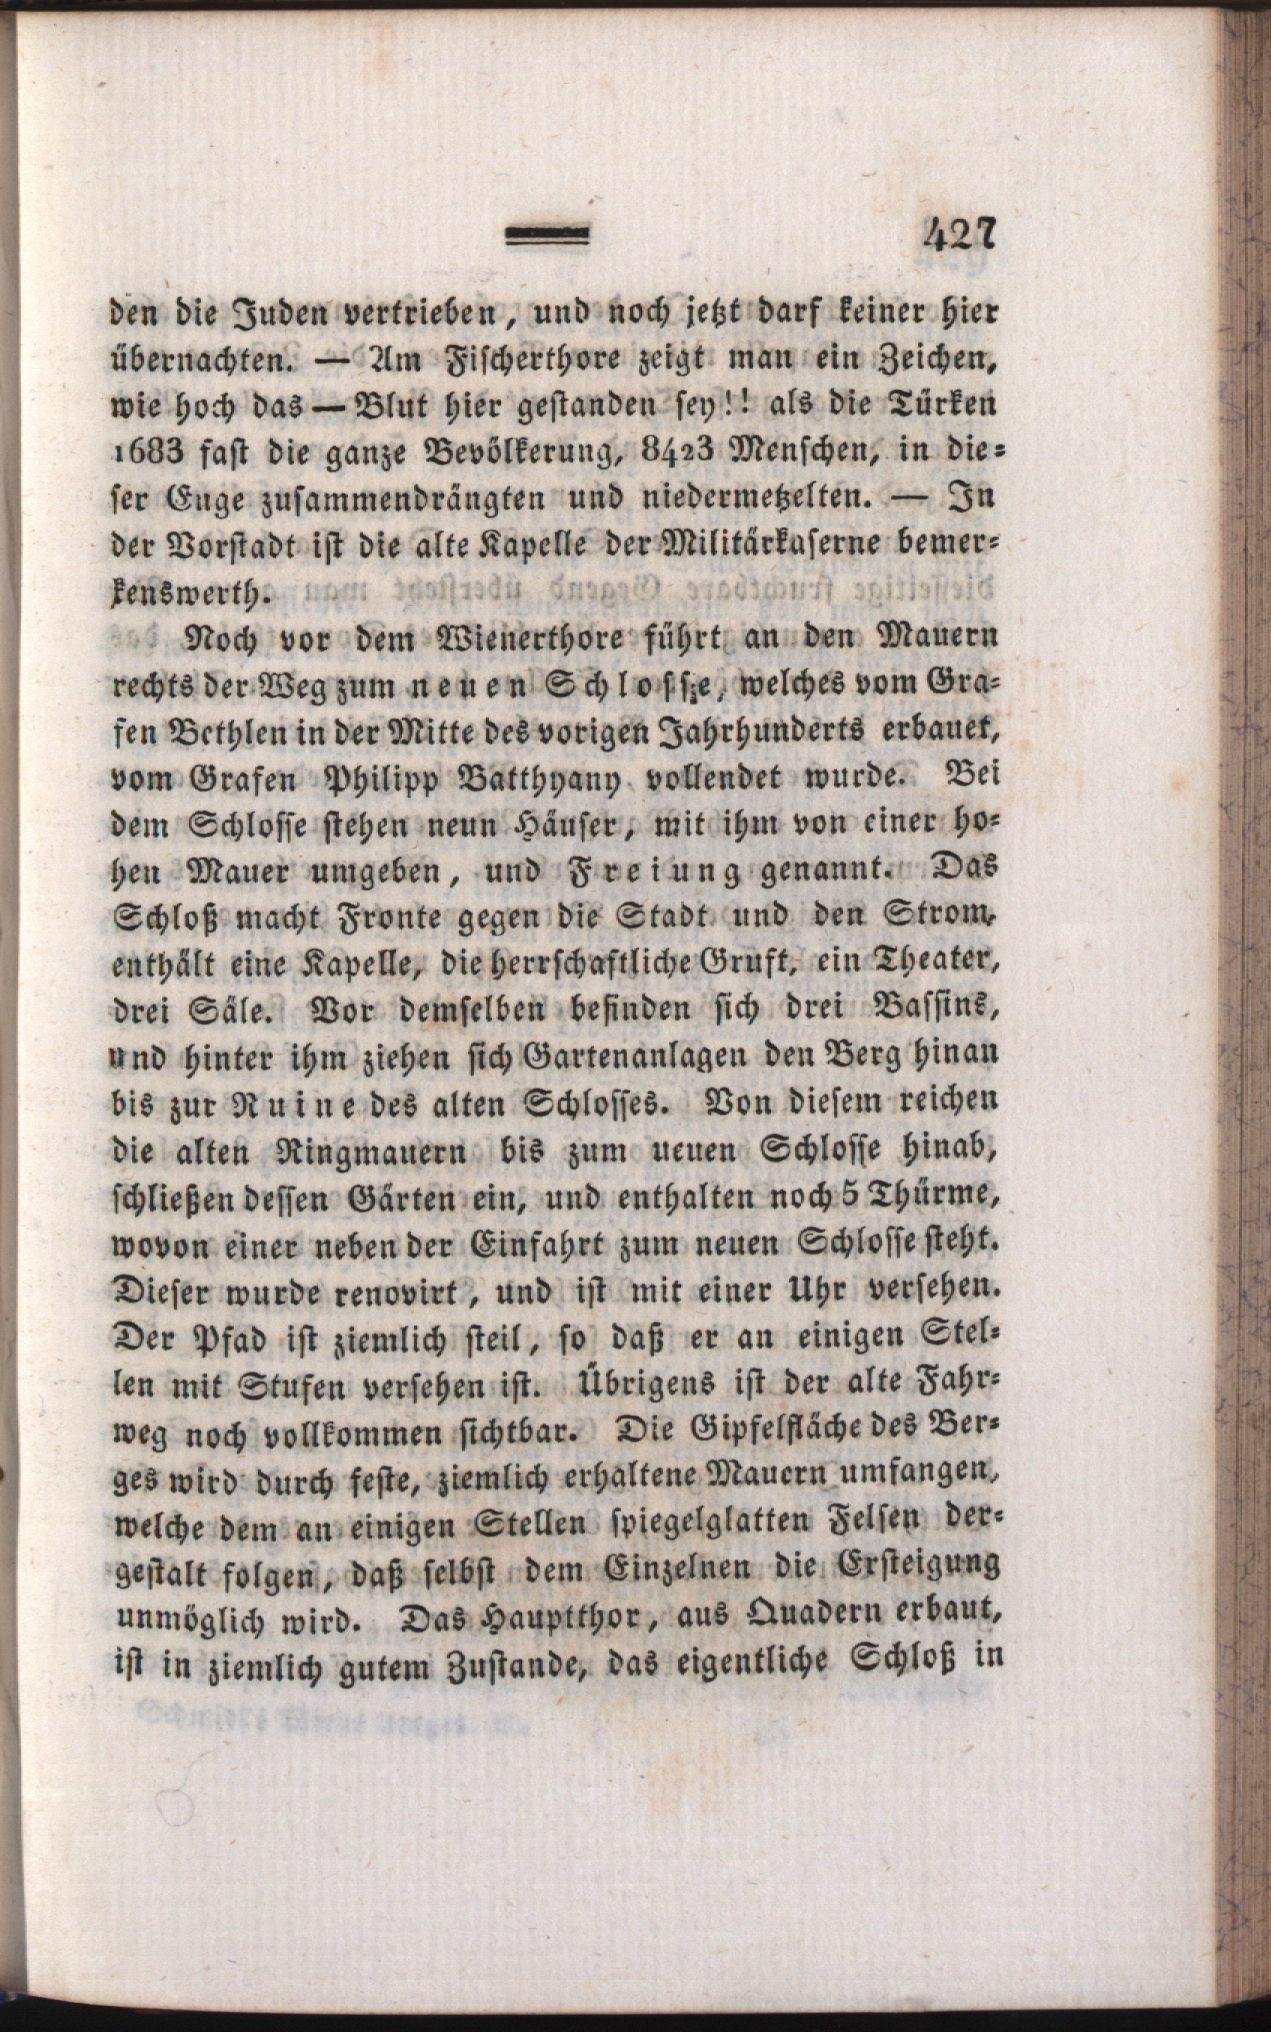 427
den die Juden vertrieben, und noch jetzt darf keiner hier
übernachten. — Am Fischerthore zeigt man ein Zeichen,
wie hoch das — Blut hier gestanden sey!! als die Türken
1683 fast die ganze Bevölkerung, 8423 Menschen, in die=
ser Enge zusammendrängten und niedermetzelten. — In
der Vorstadt ist die alte Kapelle der Militärkaserne bemer=
kenswerth.
Noch vor dem Wienerthore führt an den Mauern
rechts der Weg zum neuen Schlosse, welches vom Gra=
fen Bethlen in der Mitte des vorigen Jahrhunderts erbauet,
vom Grafen Philipp Batthyany vollendet wurde. Bei
dem Schlosse stehen neun Häuser, mit ihm von einer ho=
hen Mauer umgeben, und Freiung genannt. Das
Schloß macht Fronte gegen die Stadt und den Strom,
enthält eine Kapelle, die herrschaftliche Gruft, ein Theater,
drei Säle. Vor demselben befinden sich drei Bassins,
und hinter ihm ziehen sich Gartenanlagen den Berg hinan
bis zur Ruine des alten Schlosses. Von diesem reichen
die alten Ringmauern bis zum neuen Schlosse hinab,
schließen dessen Gärten ein, und enthalten noch 5 Thürme,
wovon einer neben der Einfahrt zum neuen Schlosse steht.
Dieser wurde renovirt, und ist mit einer Uhr versehen.
Der Pfad ist ziemlich steil, so daß er an einigen Stel=
len mit Stufen versehen ist. Übrigens ist der alte Fahr=
weg noch vollkommen sichtbar. Die Gipfelfläche des Ber=
ges wird durch feste, ziemlich erhaltene Mauern umfangen,
welche dem an einigen Stellen spiegelglatten Felsen der=
gestalt folgen, daß selbst dem Einzelnen die Ersteigung
unmöglich wird. Das Hauptthor, aus Quadern erbaut,
ist in ziemlich gutem Zustande, das eigentliche Schloß in